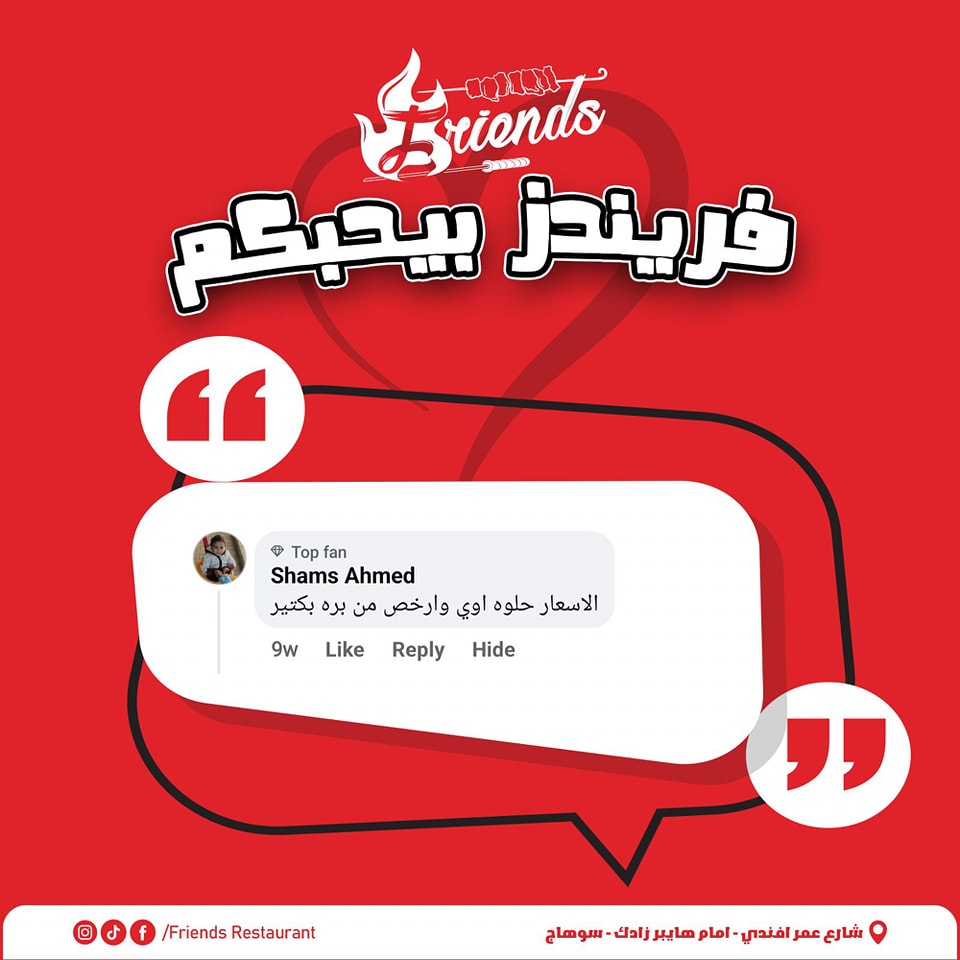 Friends
فريندز بيحبكم
Top fan
Shams Ahmed
الاسعار حلوه اوي وارخص من بره بكتير
9w Like Reply Hide
/Friends Restaurant
شارع عمر افندي - امام هايبر زادك - سوهاج